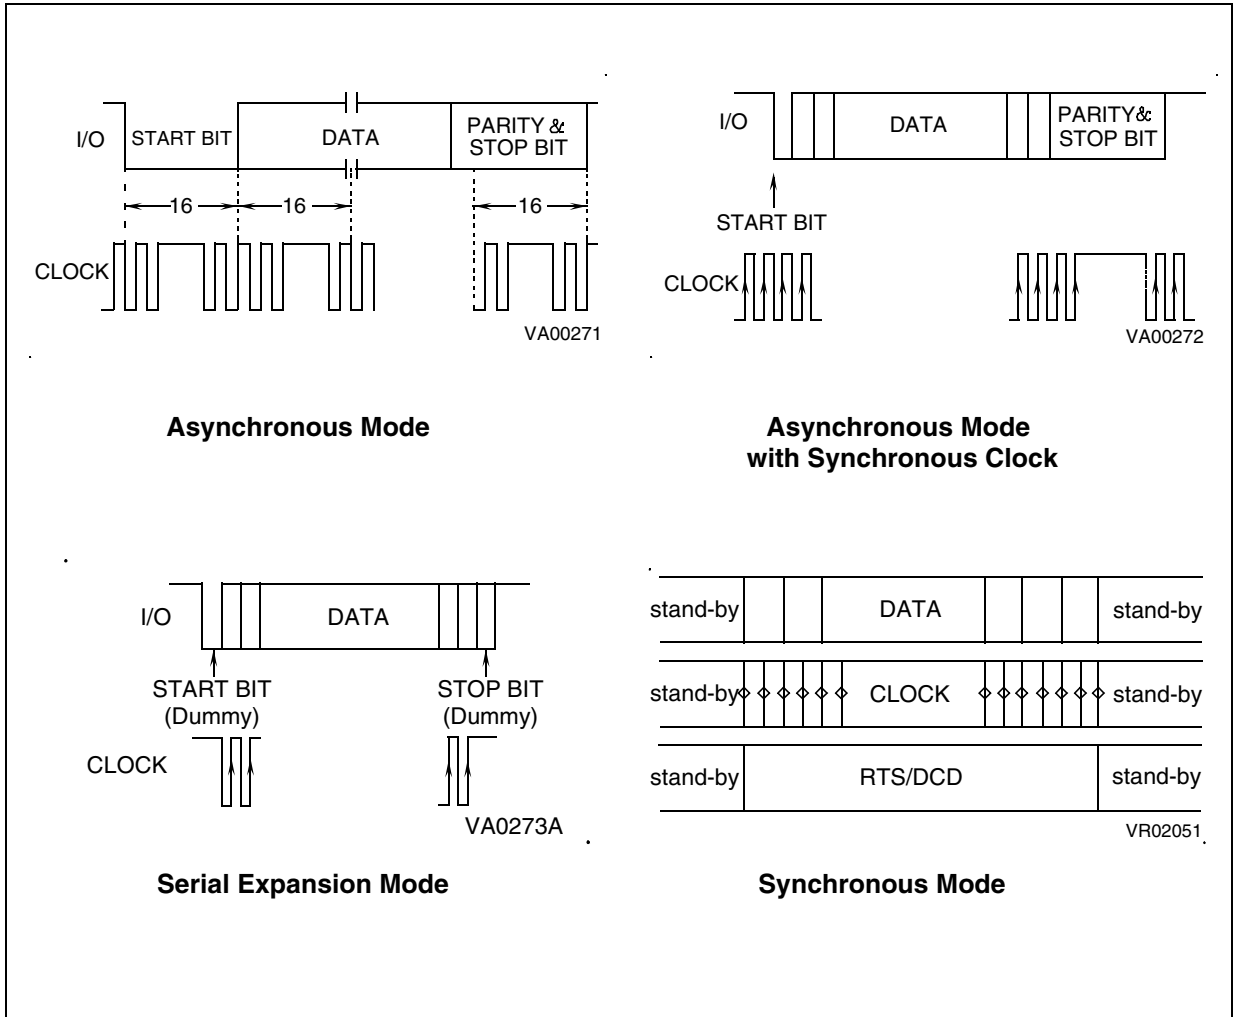 I/O
START BIT
DATA
PARITY &
STOP BIT
16
16
16
CLOCK
VA00271
Asynchronous Mode
I/O
DATA
PARITY&
STOP BIT
START BIT
CLOCK
VA00272
Asynchronous Mode
with Synchronous Clock
I/O
DATA
START BIT
(Dummy)
STOP BIT
(Dummy)
CLOCK
VA0273A
Serial Expansion Mode
stand-by
DATA
stand-by
stand-by
CLOCK
stand-by
stand-by
RTS/DCD
stand-by
VR02051
Synchronous Mode